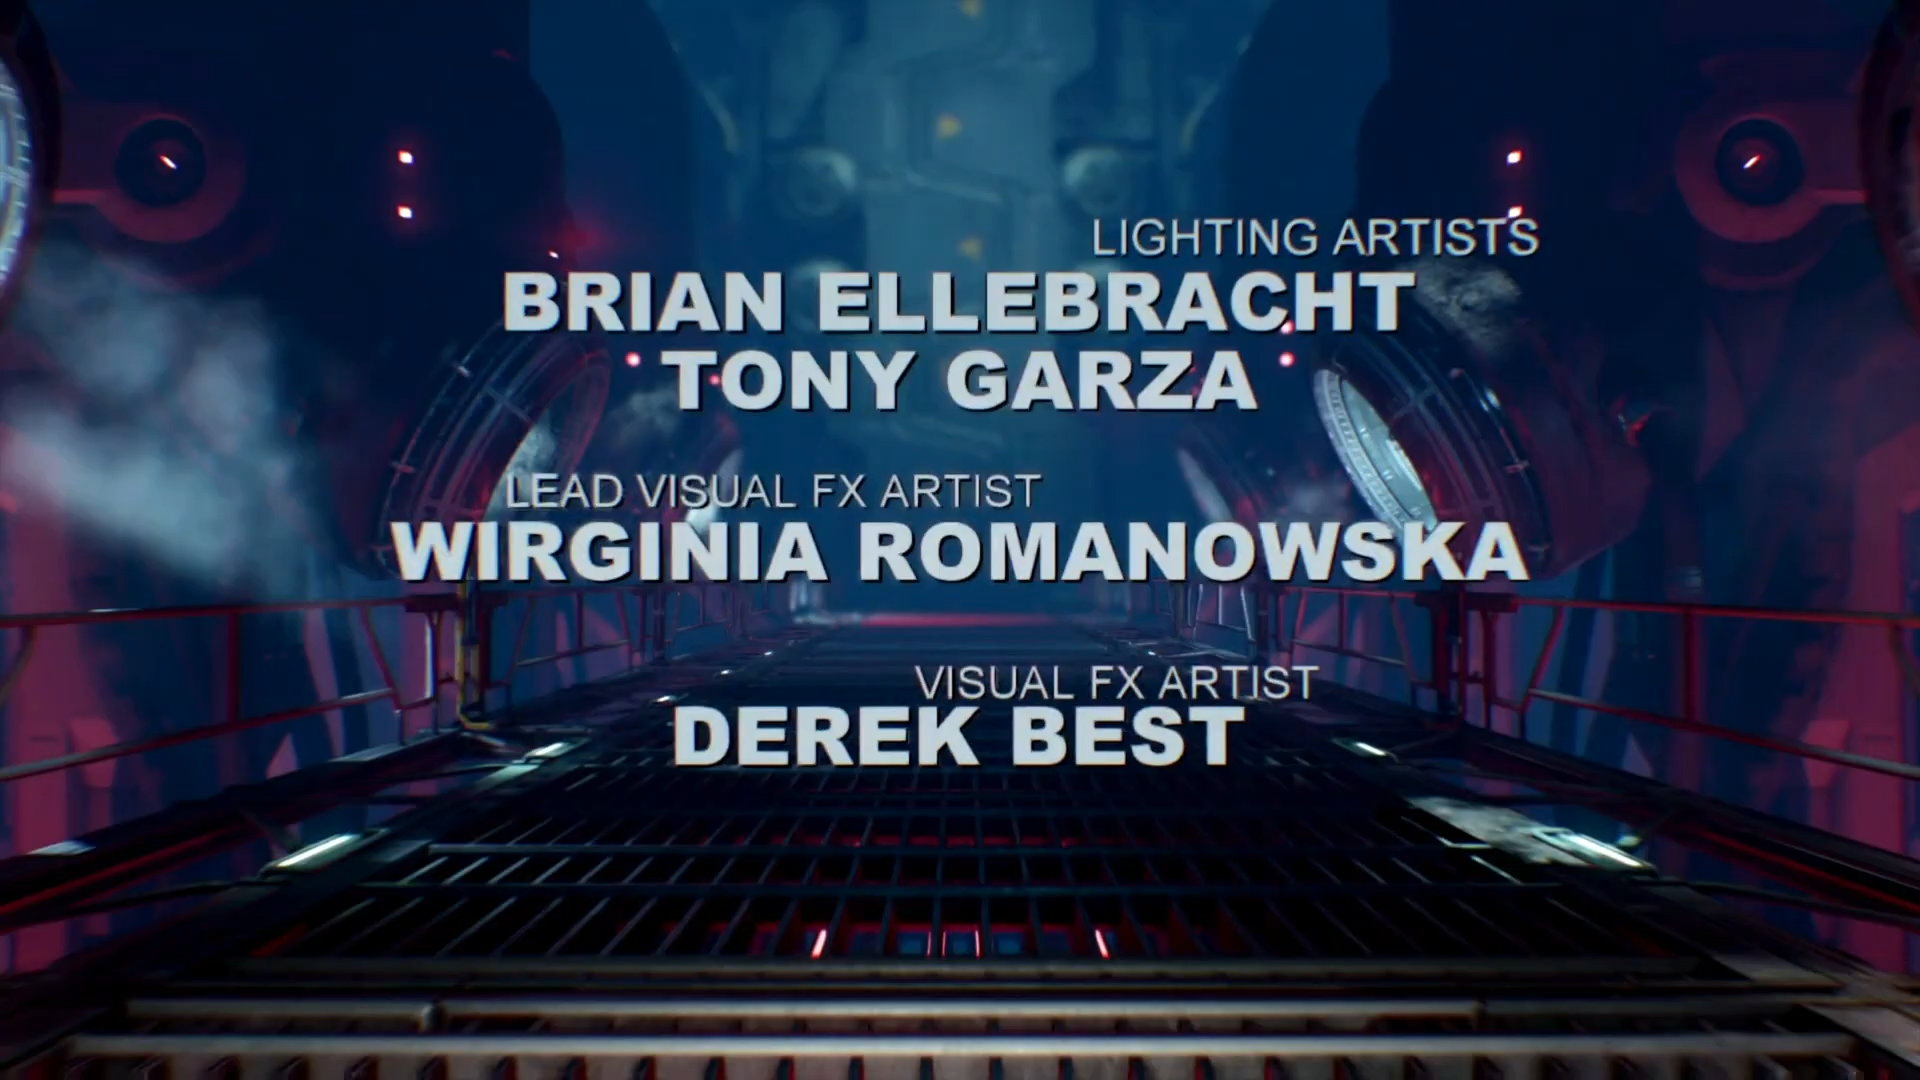 LIGHTING ARTISTS
BRIAN ELLEBRACHT
TONY GARZA
LEAD VISUAL FX ARTIST
WIRGINIA ROMANOWSKA
VISUAL FX ARTIST
DEREK BEST